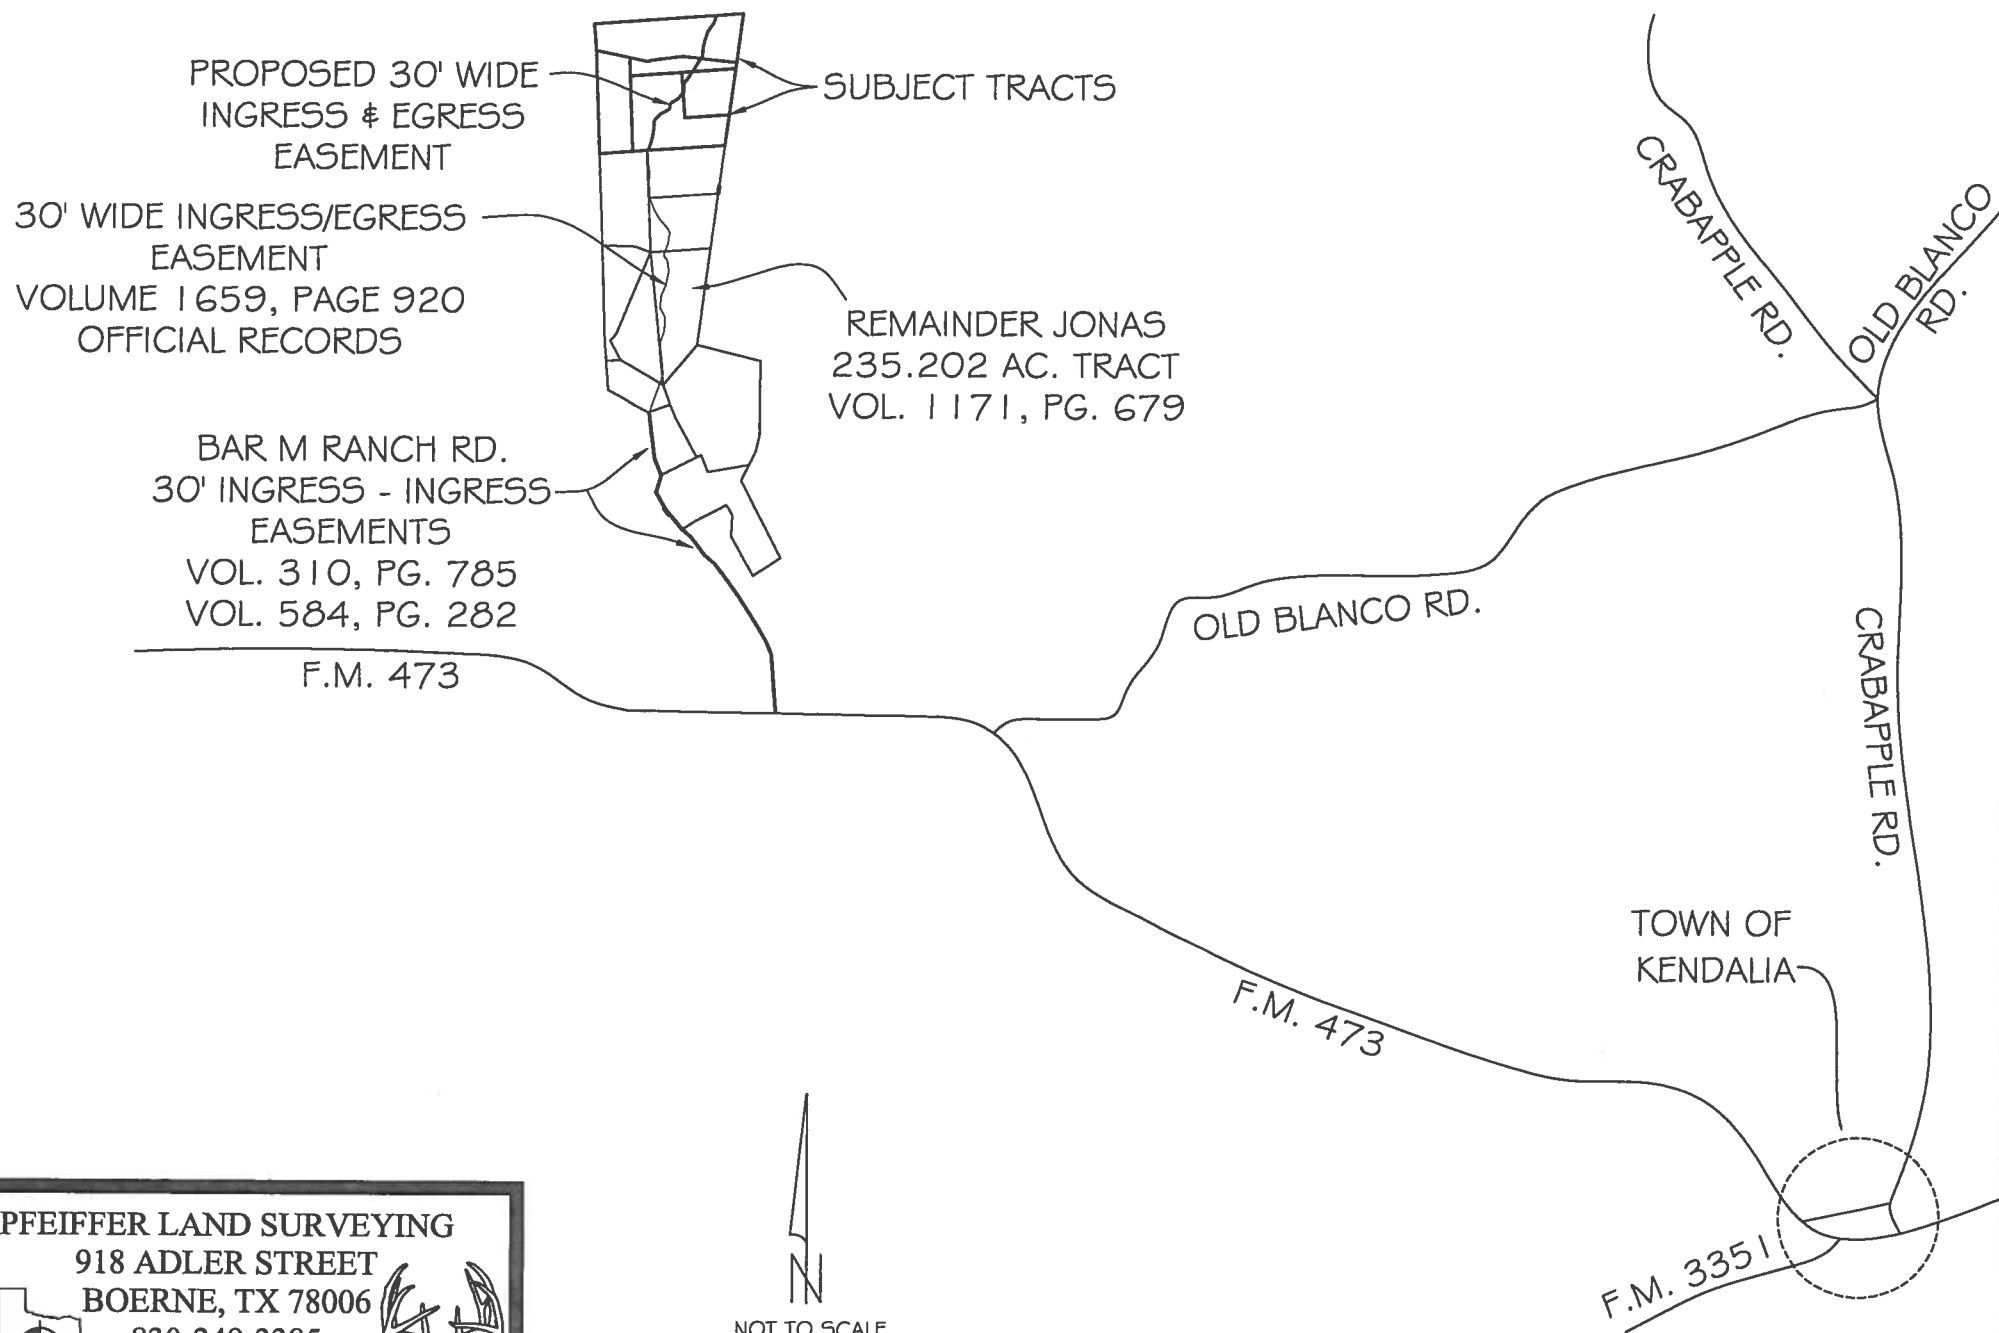 PROPOSED 30' WIDE
INGRESS & EGRESS
EASEMENT
SUBJECT TRACTS
30' WIDE INGRESS/EGRESS
EASEMENT
VOLUME 1659, PAGE 920
OFFICIAL RECORDS
REMAINDER JONAS
235.202 AC. TRACT
VOL. 1171, PG. 679
BAR M RANCH RD.
30' INGRESS - INGRESS
EASEMENTS
VOL. 310, PG. 785
VOL. 584, PG. 282
F.M. 473
CRABAPPLE RD.
OLD BLANCO
RD.
OLD BLANCO RD.
CRABAPPLE RD.
F.M. 473
TOWN OF
KENDALIA
F.M. 3351
N
NOT TO SCALE
PFEIFFER LAND SURVEYING
918 ADLER STREET
BOERNE, TX 78006